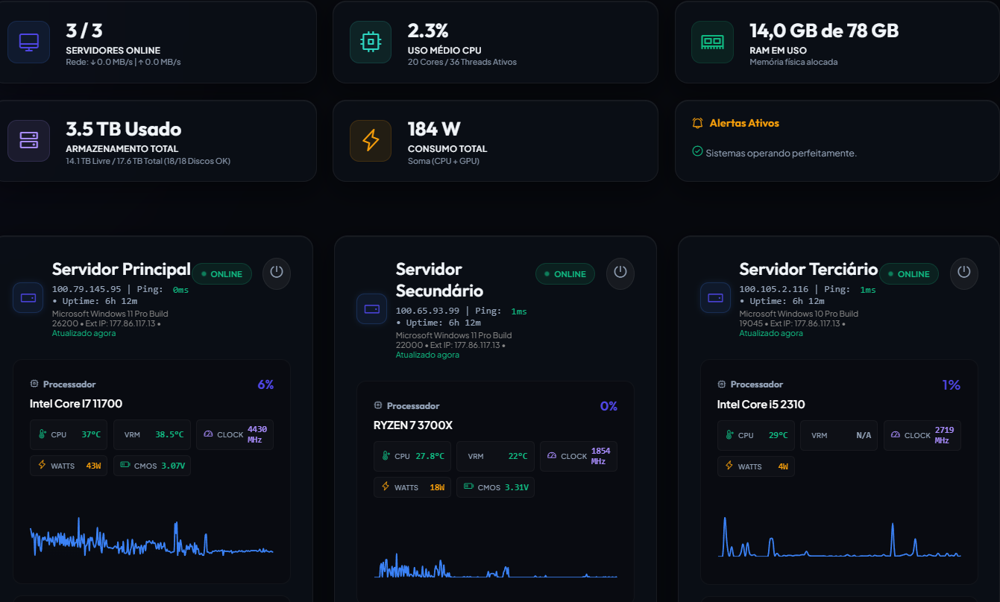 3 / 3
SERVIDORES ONLINE
Rede: ↓ 0.0 MB/s | ↑ 0.0 MB/s
2.3%
USO MÉDIO CPU
20 Cores / 36 Threads Ativos
14,0 GB de 78 GB
RAM EM USO
Memória física alocada
3.5 TB Usado
ARMAZENAMENTO TOTAL
14.1 TB Livre / 17.6 TB Total (18/18 Discos OK)
184 W
CONSUMO TOTAL
Soma (CPU + GPU)
Alertas Ativos
Sistemas operando perfeitamente.
Servidor Principal
ONLINE
100.79.145.95 | Ping: 0ms
• Uptime: 6h 12m
Microsoft Windows 11 Pro Build
26200 • Ext IP: 177.86.117.13 •
Atualizado agora
Processador
6%
Intel Core I7 11700
CPU 37°C
VRM 38.5°C
CLOCK 4430
MHz
WATTS 43W
CMOS 3.07V
Servidor
Secundário
ONLINE
100.65.93.99 | Ping: 1ms
• Uptime: 6h 12m
Microsoft Windows 11 Pro Build
22000 • Ext IP: 177.86.117.13 •
Atualizado agora
Processador
0%
RYZEN 7 3700X
CPU 27.8°C
VRM 22°C
CLOCK 1854
MHz
WATTS 18W
CMOS 3.31V
Servidor Terciário
ONLINE
100.105.2.116 | Ping: 1ms
• Uptime: 6h 12m
Microsoft Windows 10 Pro Build
19045 • Ext IP: 177.86.117.13 •
Atualizado agora
Processador
1%
Intel Core i5 2310
CPU 29°C
VRM N/A
CLOCK 2719
MHz
WATTS 4W